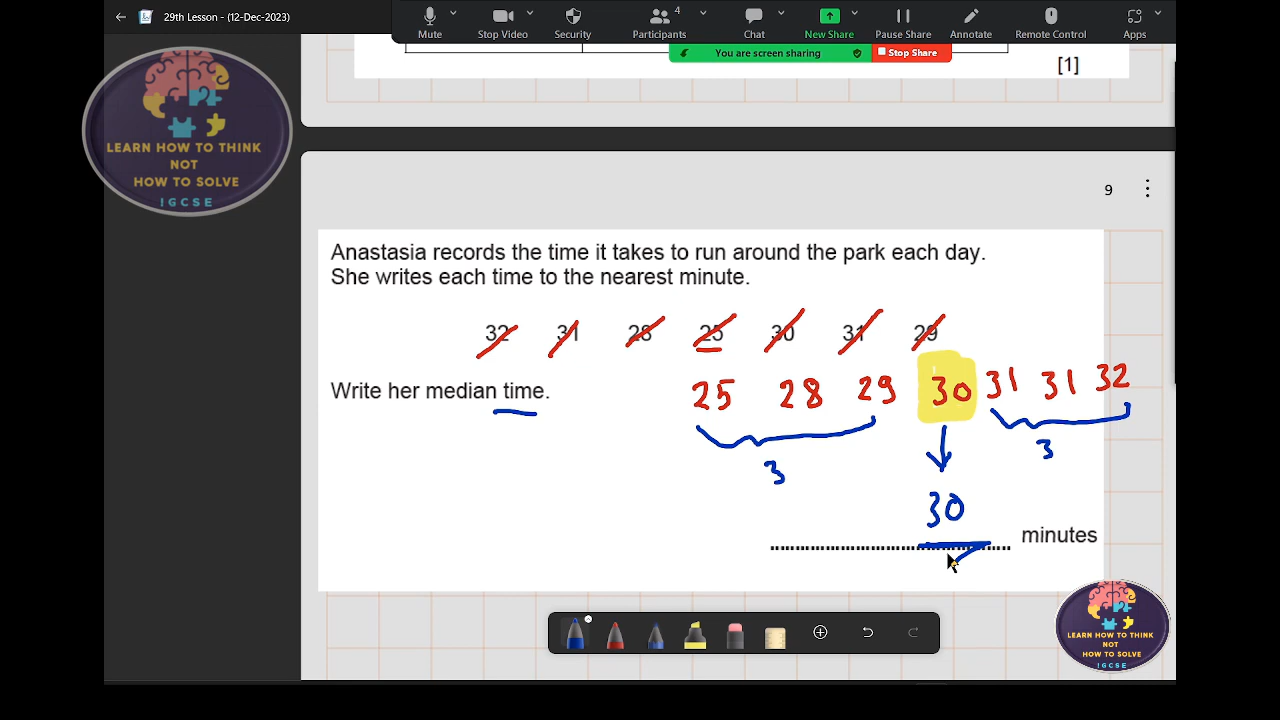 29th Lesson - (12-Dec-2023)
Mute
Stop Video
Security
4
Participants
Chat
New Share
Pause Share
Annotate
Remote Control
Apps
You are screen sharing
Stop Share
[1]
LEARN HOW TO THINK
NOT
HOW TO SOLVE
IGCSE
9
Anastasia records the time it takes to run around the park each day.
She writes each time to the nearest minute.
32 31 28 25 30 31 29
Write her median time.
25 28 29 30 31 31 32
3 3
30
minutes
LEARN HOW TO THINK
NOT
HOW TO SOLVE
IGCSE